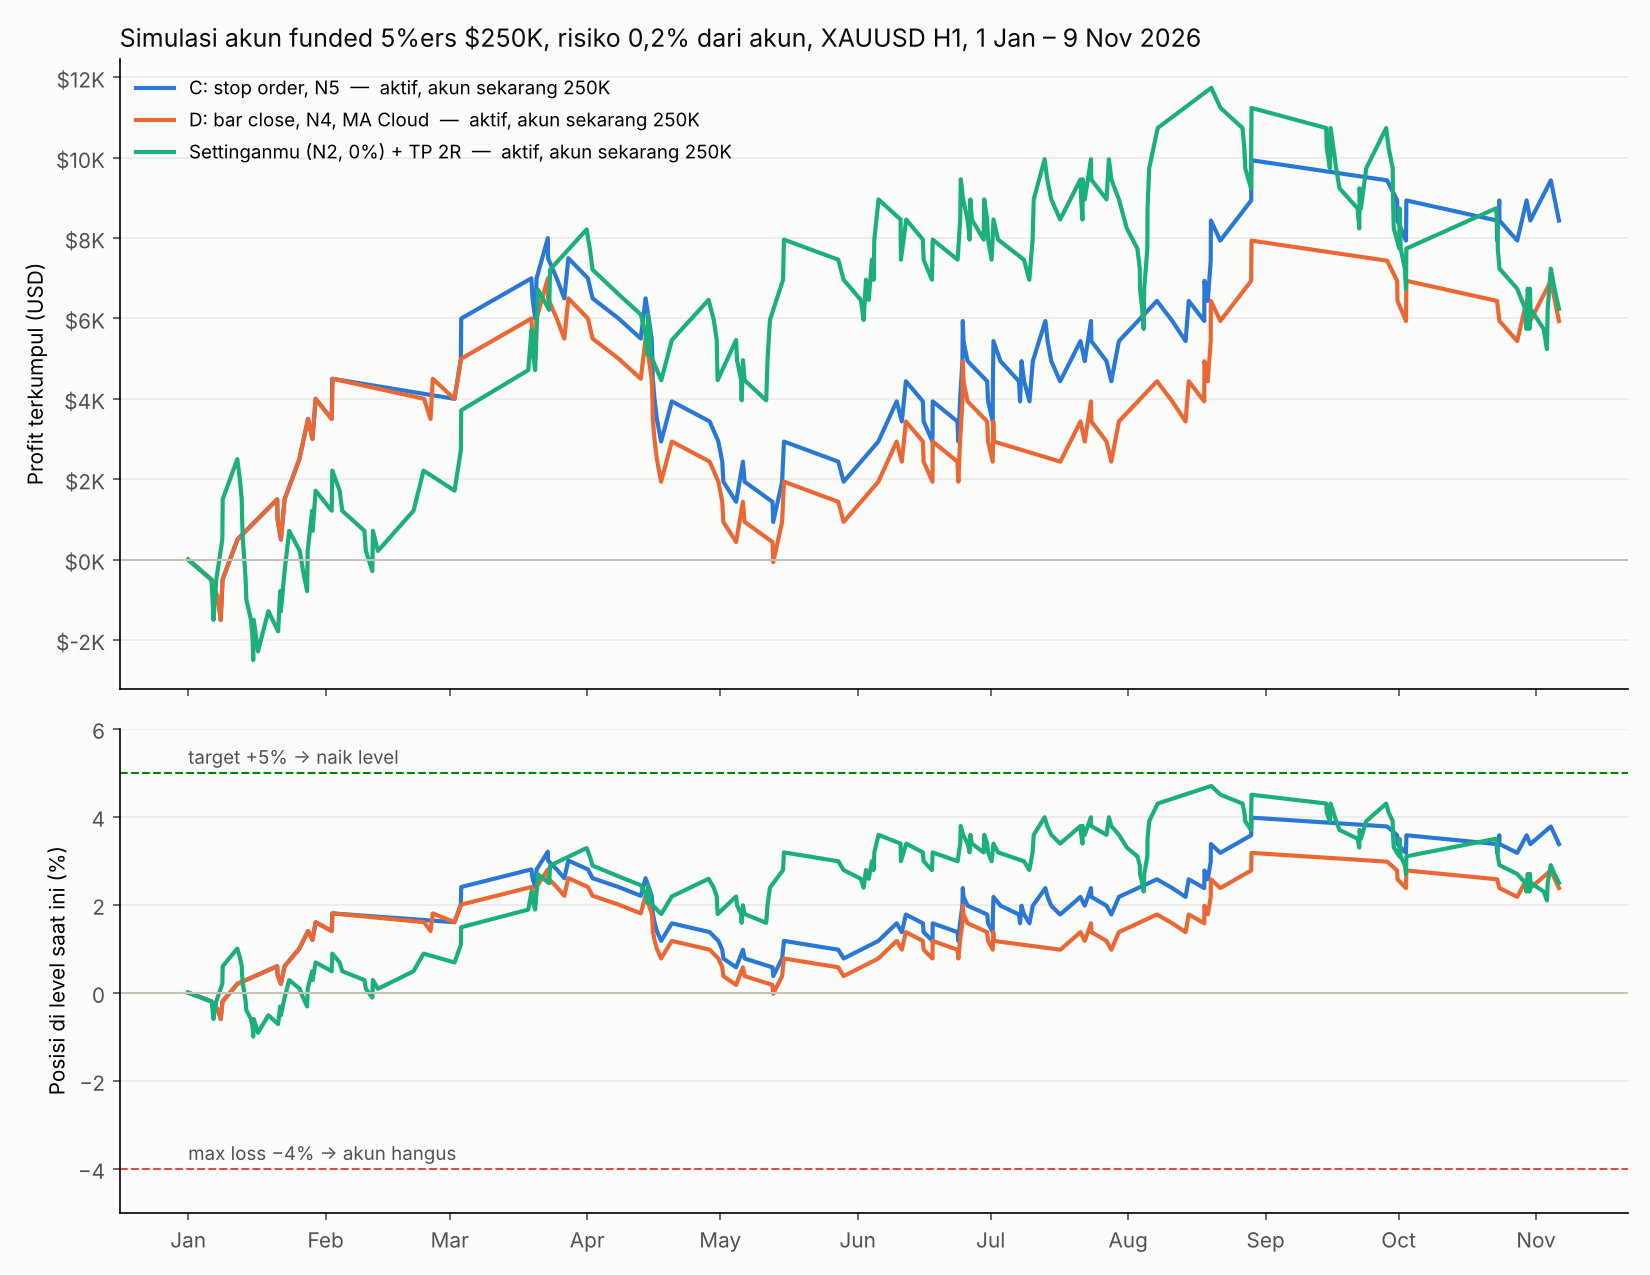 Simulasi akun funded 5%ers $250K, risiko 0,2% dari akun, XAUUSD H1, 1 Jan – 9 Nov 2026
C: stop order, N5 — aktif, akun sekarang 250K
D: bar close, N4, MA Cloud — aktif, akun sekarang 250K
Settinganmu (N2, 0%) + TP 2R — aktif, akun sekarang 250K
Profit terkumpul (USD)
$12K
$10K
$8K
$6K
$4K
$2K
$0K
$-2K
Posisi di level saat ini (%)
6
4
2
0
−2
−4
target +5% → naik level
max loss −4% → akun hangus
Jan
Feb
Mar
Apr
May
Jun
Jul
Aug
Sep
Oct
Nov